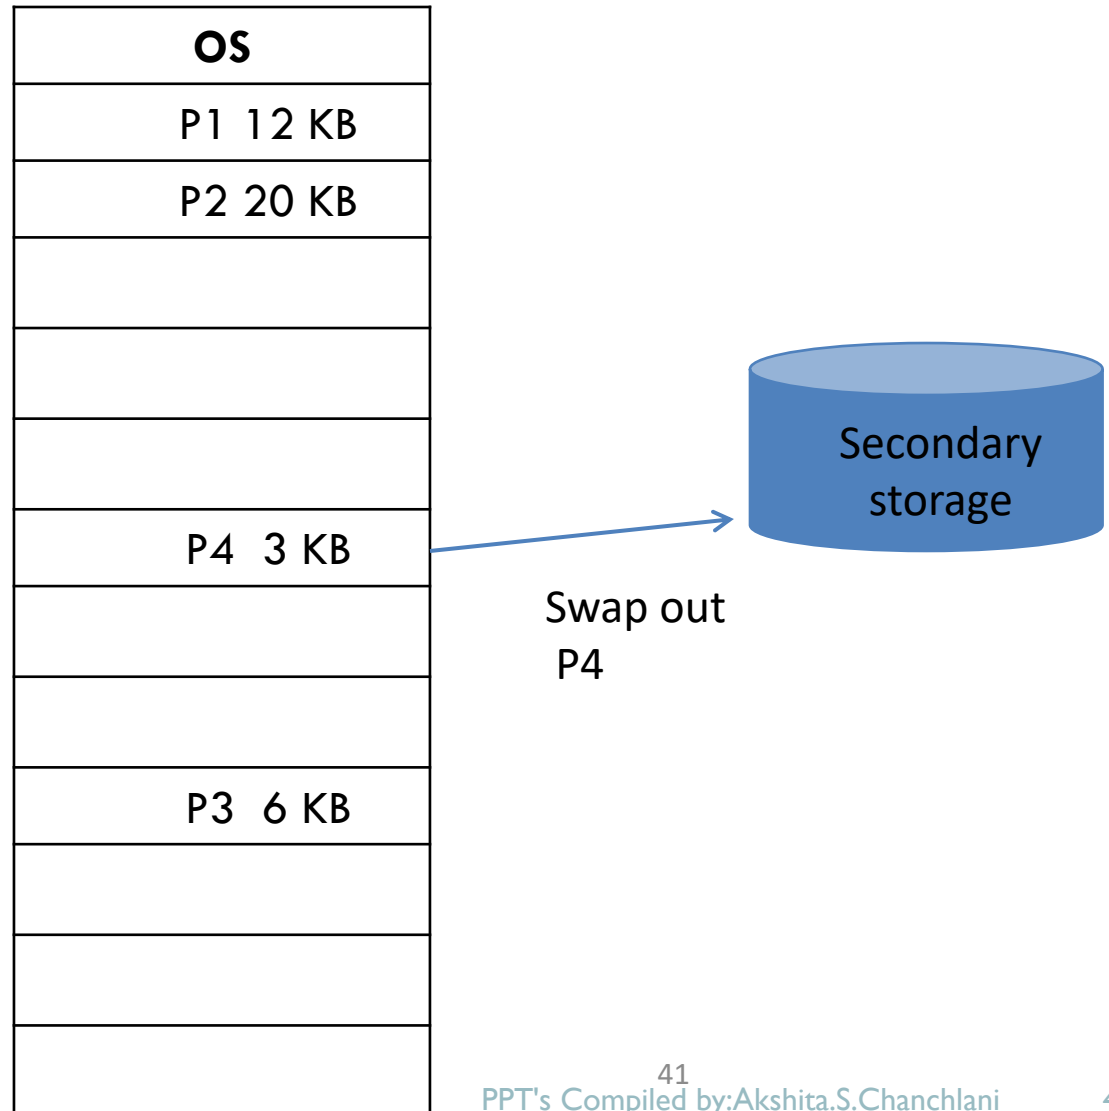 OS
P1 12 KB
P2 20 KB
Secondary
storage
P4 3 KB
Swap out
P4
P3 6 KB
41
PPT's Compiled by:Akshita.S.Chanchlani